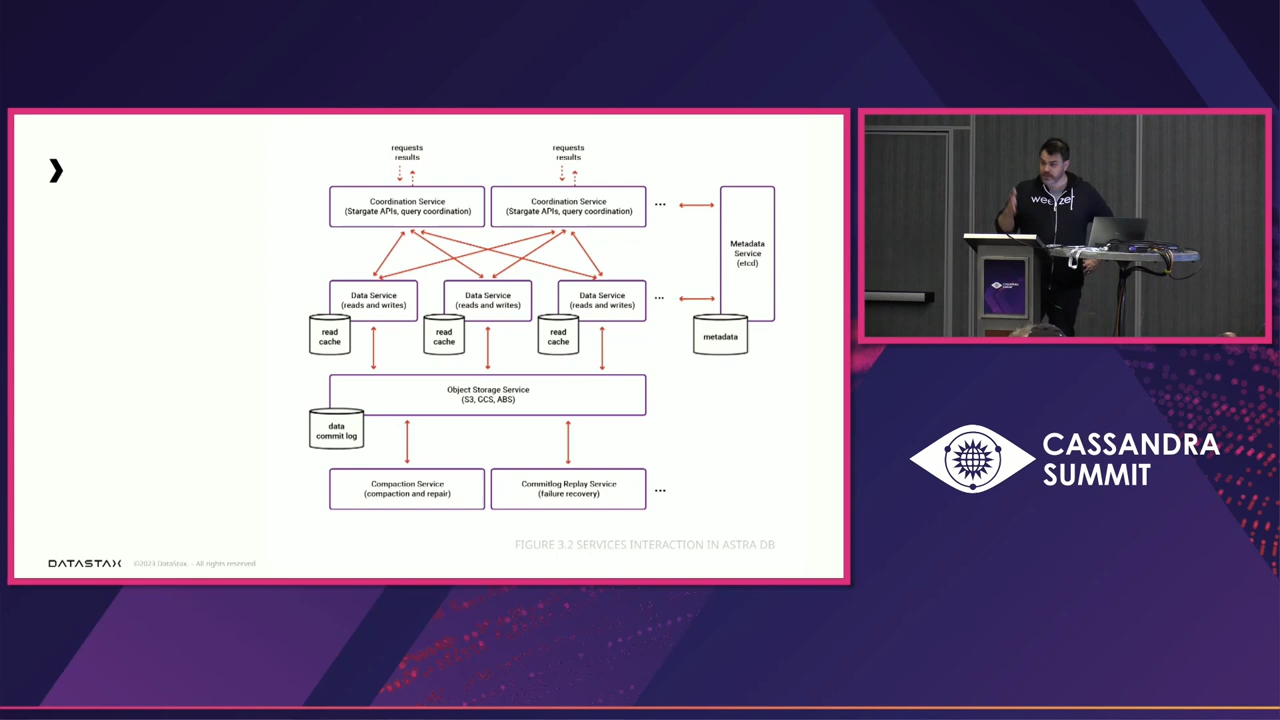 ❯
requests
results
requests
results
Coordination Service
(Stargate APIs, query coordination)
Coordination Service
(Stargate APIs, query coordination)
...
Metadata
Service
(etcd)
Data Service
(reads and writes)
Data Service
(reads and writes)
Data Service
(reads and writes)
...
read
cache
read
cache
read
cache
metadata
Object Storage Service
(S3, GCS, ABS)
data
commit log
Compaction Service
(compaction and repair)
Commitlog Replay Service
(failure recovery)
...
FIGURE 3.2 SERVICES INTERACTION IN ASTRA DB
DATASTAX
©2023 DataStax. – All rights reserved
CASSANDRA
SUMMIT